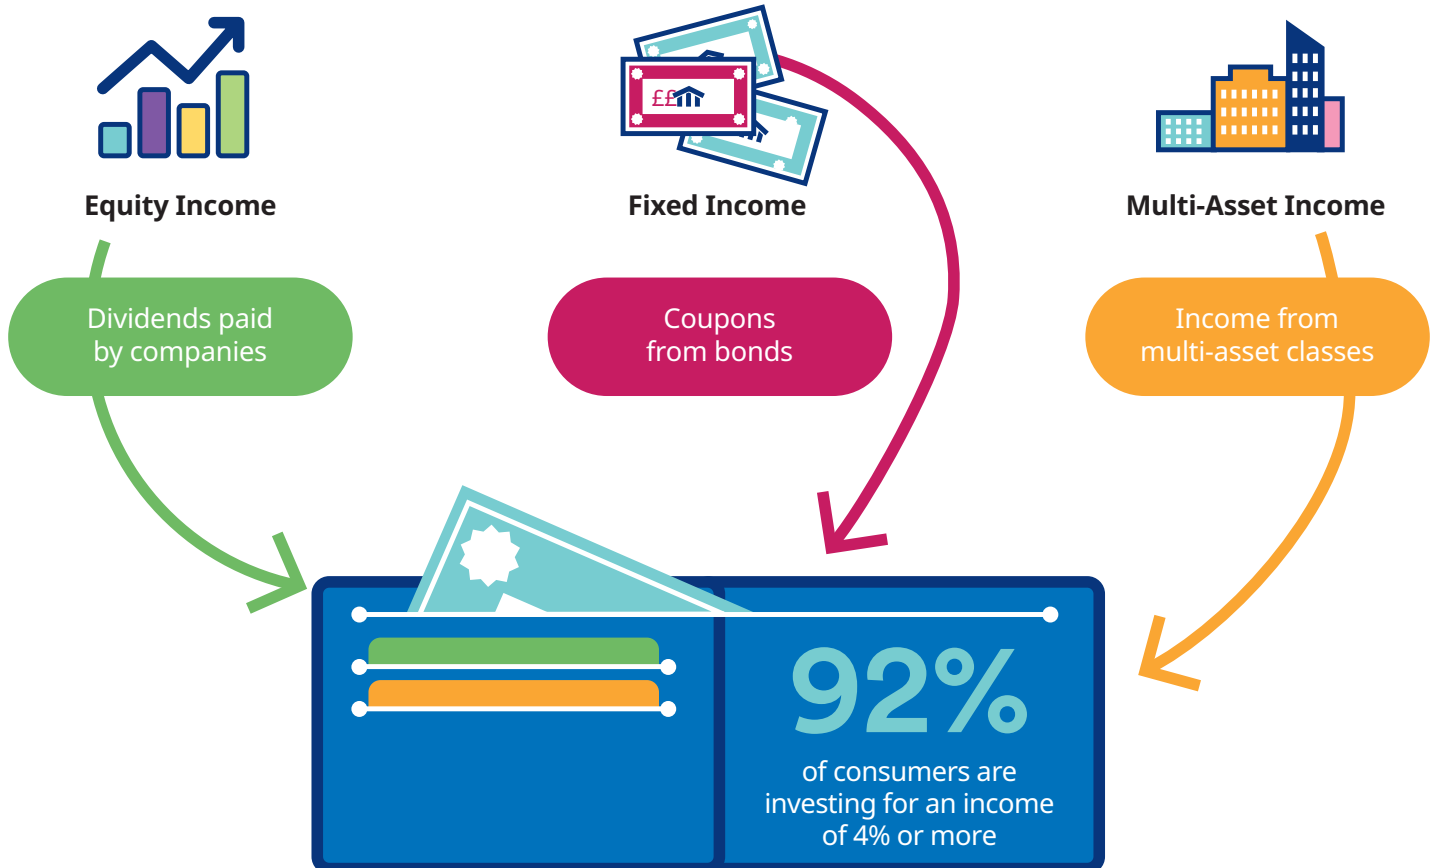 ££
Equity Income
Fixed Income
Multi-Asset Income
Dividends paid
by companies
Coupons
from bonds
Income from
multi-asset classes
92%
of consumers are
investing for an income
of 4% or more